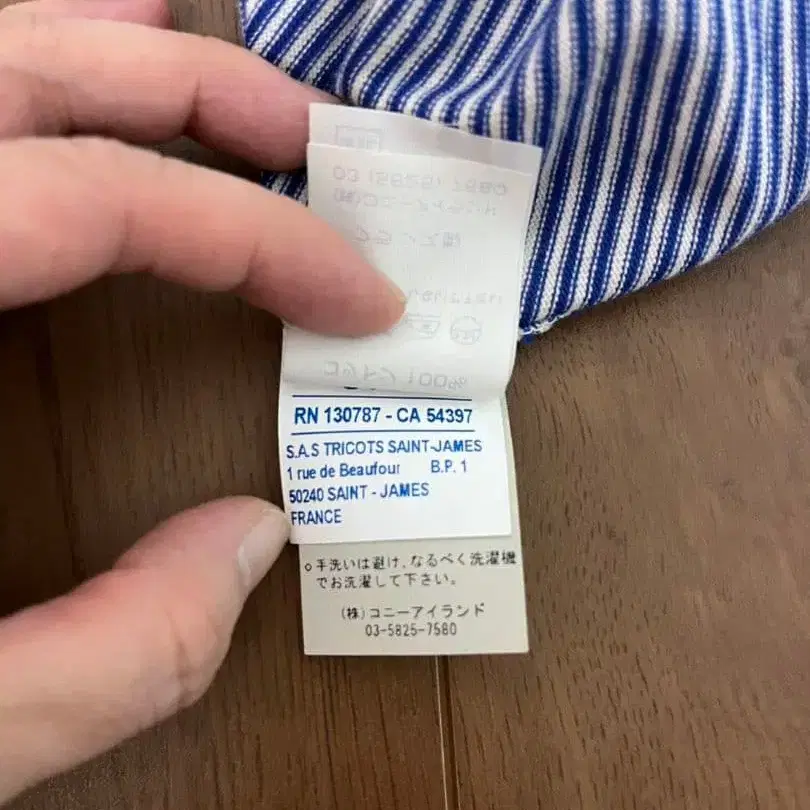 RN 130787 - CA 54397
S.A.S TRICOTS SAINT-JAMES
1 rue de Beaufour B.P. 1
50240 SAINT - JAMES
FRANCE
○手洗いは避け、なるべく洗濯機
でお洗濯して下さい。
(株)コニーアイランド
03-5825-7580